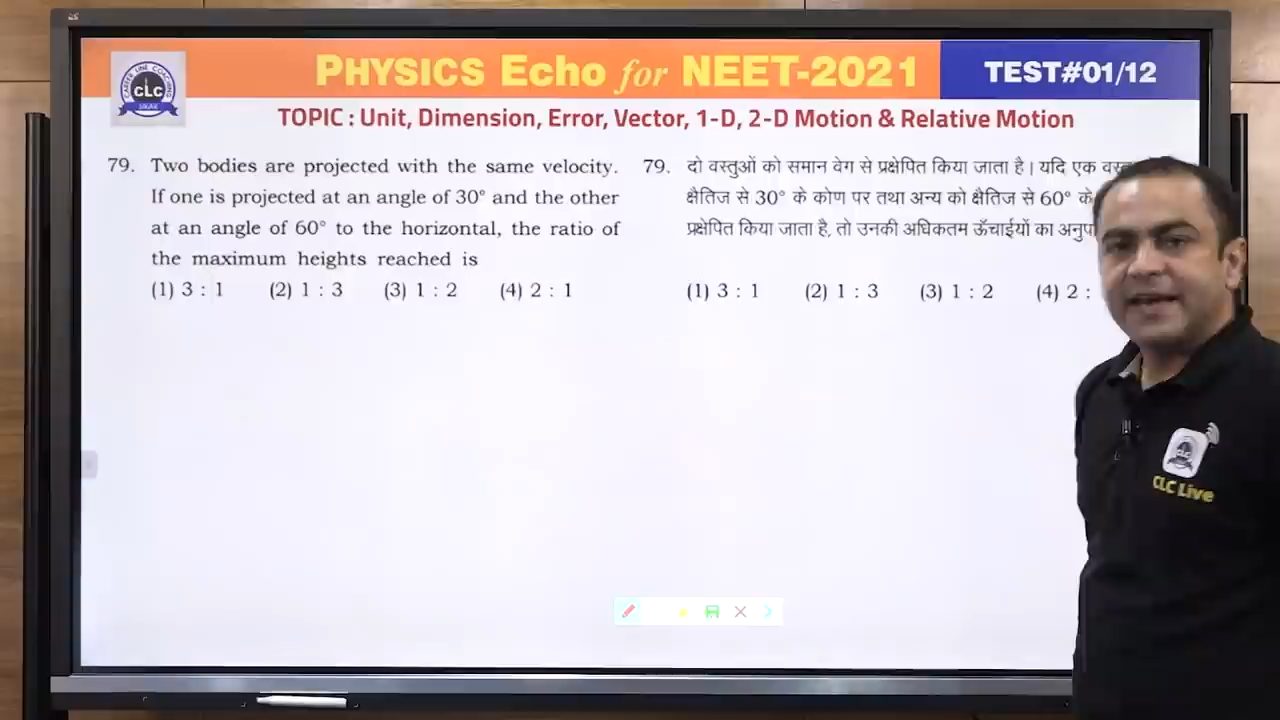 PHYSICS Echo for NEET-2021
TEST#01/12
CLC
TOPIC : Unit, Dimension, Error, Vector, 1-D, 2-D Motion & Relative Motion
79. Two bodies are projected with the same velocity.
If one is projected at an angle of 30° and the other
at an angle of 60° to the horizontal, the ratio of
the maximum heights reached is
(1) 3 : 1 (2) 1 : 3 (3) 1 : 2 (4) 2 : 1
79. दो वस्तुओं को समान वेग से प्रक्षेपित किया जाता है। यदि एक
क्षैतिज से 30° के कोण पर तथा अन्य को क्षैतिज से 60° के
प्रक्षेपित किया जाता है, तो उनकी अधिकतम ऊँचाईयों का
(1) 3 : 1 (2) 1 : 3 (3) 1 : 2 (4) 2 :
CLC
CLC Live